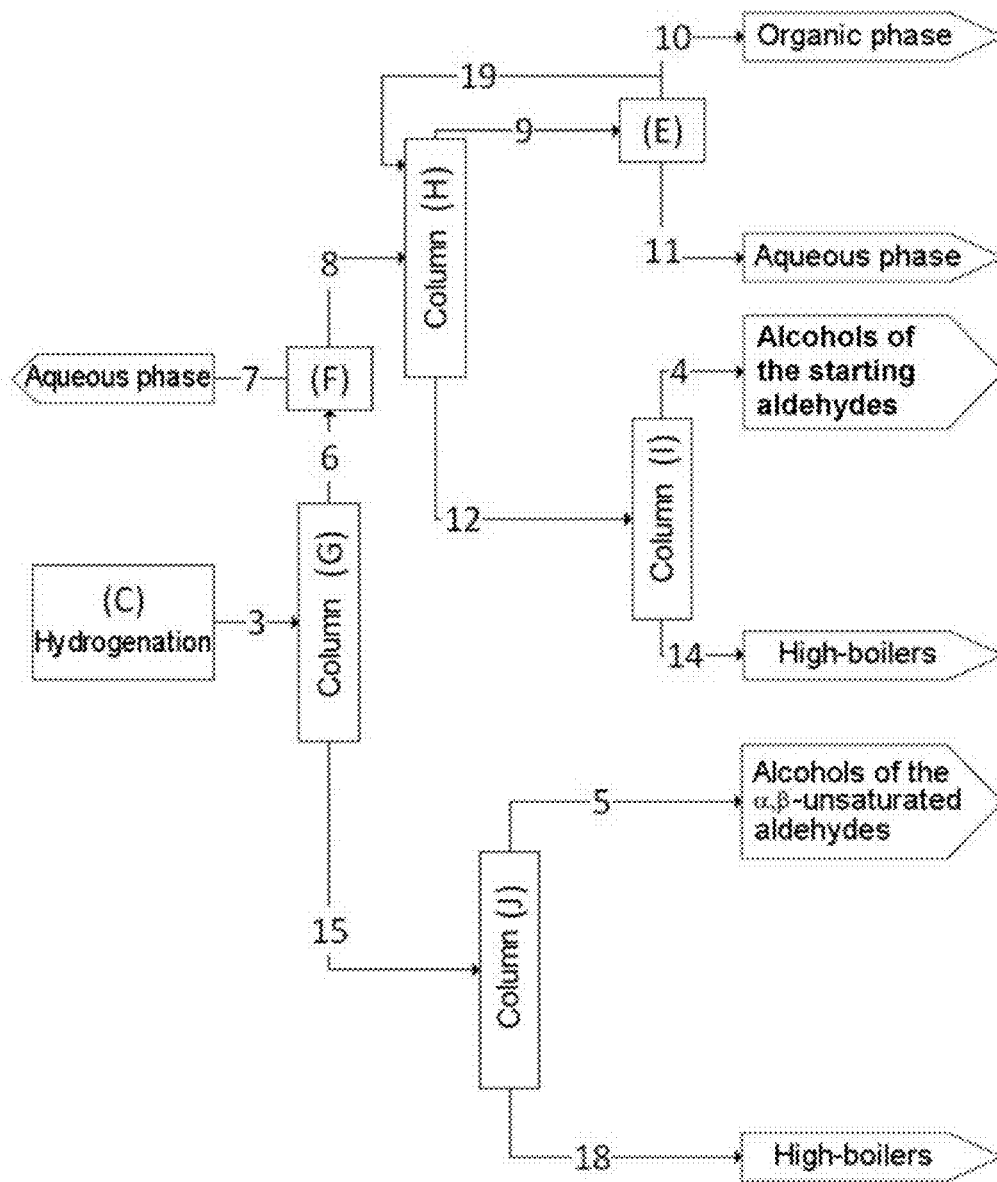 10
Organic phase
19
9
(E)
Column (H)
8
11
Aqueous phase
Alcohols of
the starting
aldehydes
4
Aqueous phase
7
(F)
6
12
Column (I)
(C)
Hydrogenation
3
Column (G)
14
High-boilers
Alcohols of the
α,β-unsaturated
aldehydes
5
15
Column (J)
18
High-boilers